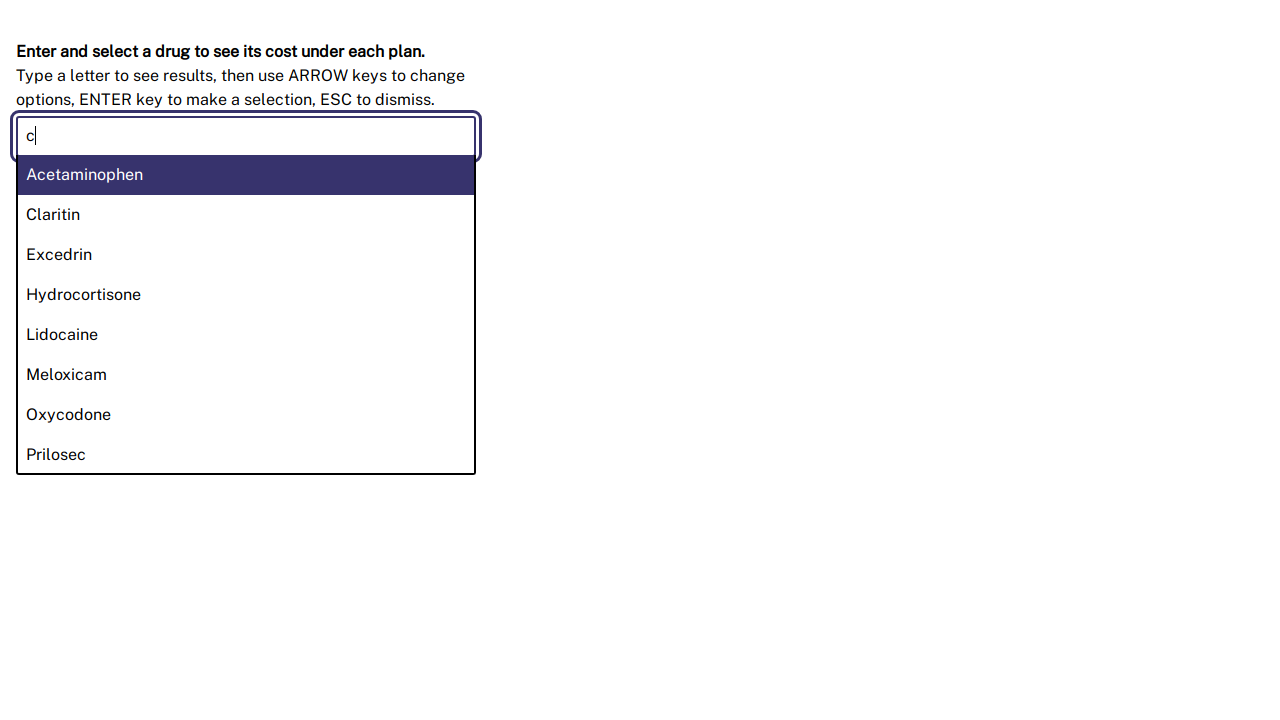 Enter and select a drug to see its cost under each plan.
Type a letter to see results, then use ARROW keys to change
options, ENTER key to make a selection, ESC to dismiss.
c
Acetaminophen
Claritin
Excedrin
Hydrocortisone
Lidocaine
Meloxicam
Oxycodone
Prilosec